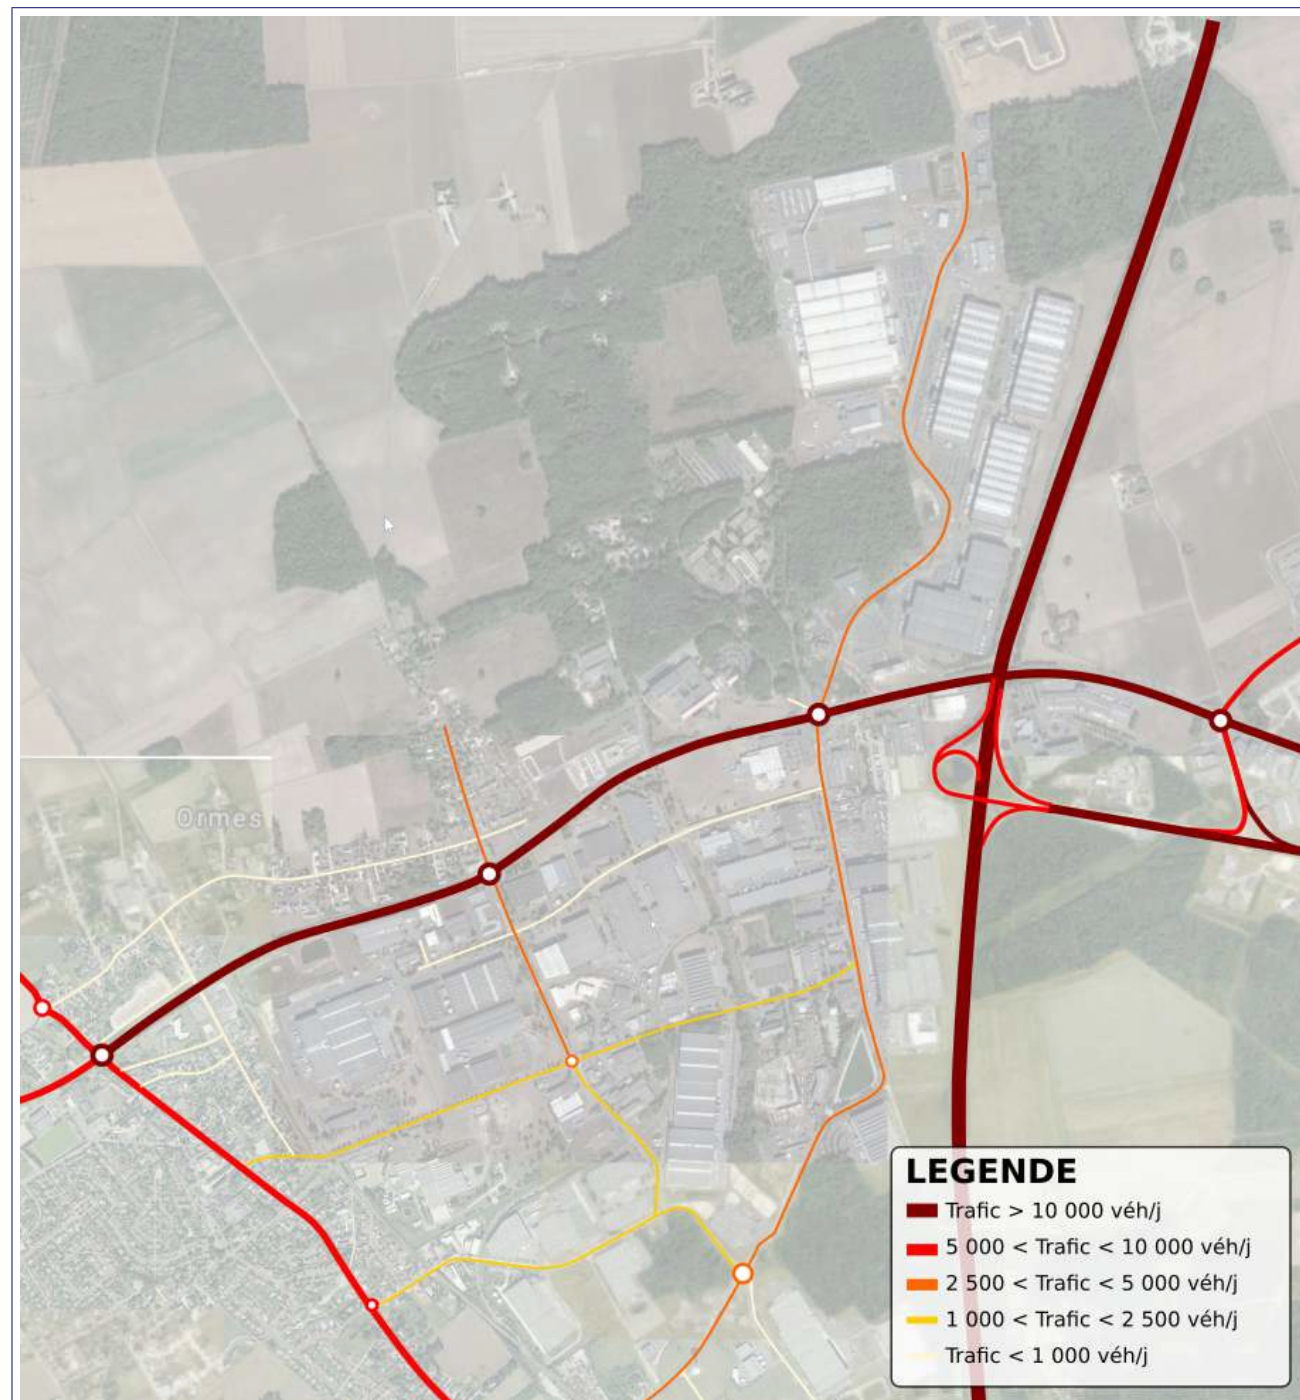 Ormes
LEGENDE
Trafic > 10 000 véh/j
5 000 < Trafic < 10 000 véh/j
2 500 < Trafic < 5 000 véh/j
1 000 < Trafic < 2 500 véh/j
Trafic < 1 000 véh/j